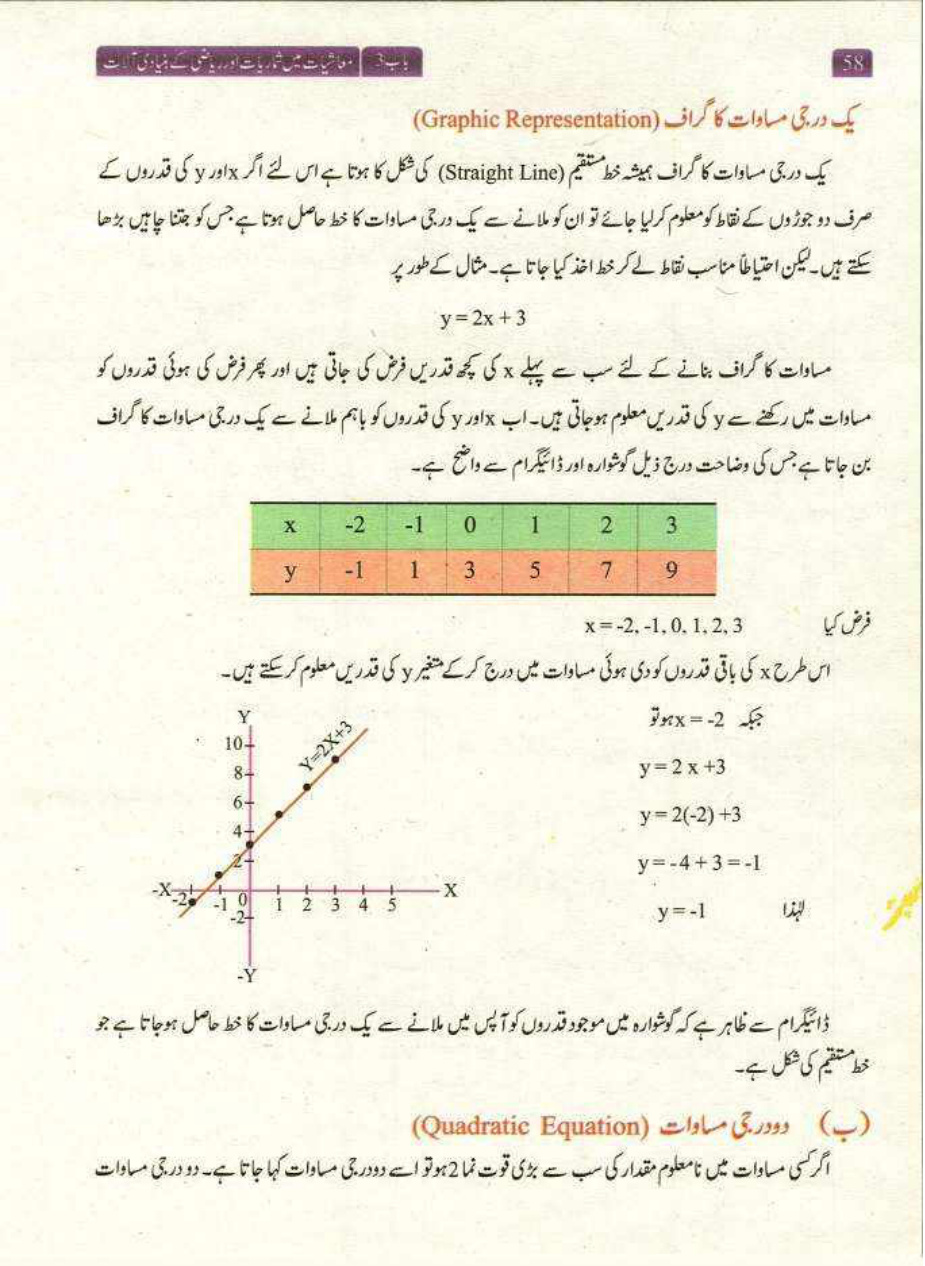 باب 3 معاشیات میں شماریات اور ریاضی کے بنیادی آلات
58
یک درجی مساوات کا گراف (Graphic Representation)
یک درجی مساوات کا گراف ہمیشہ خط مستقیم (Straight Line) کی شکل کا ہوتا ہے اس لئے اگر x اور y کی قدروں کے
صرف دو جوڑوں کے نقاط کو معلوم کرلیا جائے تو ان کو ملانے سے یک درجی مساوات کا خط حاصل ہوتا ہے جس کو جتنا چاہیں بڑھا
سکتے ہیں۔ لیکن احتیاطاً مناسب نقاط لے کر خط اخذ کیا جاتا ہے۔ مثال کے طور پر
y = 2x + 3
مساوات کا گراف بنانے کے لئے سب سے پہلے x کی کچھ قدریں فرض کی جاتی ہیں اور پھر فرض کی ہوئی قدروں کو
مساوات میں رکھنے سے y کی قدریں معلوم ہوجاتی ہیں۔ اب x اور y کی قدروں کو باہم ملانے سے یک درجی مساوات کا گراف
بن جاتا ہے جس کی وضاحت درج ذیل گوشوارہ اور ڈائیگرام سے واضح ہے۔
x -2 -1 0 1 2 3
y -1 1 3 5 7 9
فرض کیا x = -2, -1, 0, 1, 2, 3
اس طرح x کی باقی قدروں کو دی ہوئی مساوات میں درج کرکے متغیر y کی قدریں معلوم کرسکتے ہیں۔
جبکہ x = -2 ہوتو
y = 2 x +3
y = 2(-2) +3
y = - 4 + 3 = -1
لہٰذا y = -1
Y
Y=2X+3
10
8
6
4
2
-X -2 -1 0 1 2 3 4 5 X
-2
-Y
ڈائیگرام سے ظاہر ہے کہ گوشوارہ میں موجود قدروں کو آپس میں ملانے سے یک درجی مساوات کا خط حاصل ہوجاتا ہے جو
خط مستقیم کی شکل ہے۔
(ب) دودرجی مساوات (Quadratic Equation)
اگر کسی مساوات میں نامعلوم مقدار کی سب سے بڑی قوت نما 2 ہوتو اسے دودرجی مساوات کہا جاتا ہے۔ دو درجی مساوات